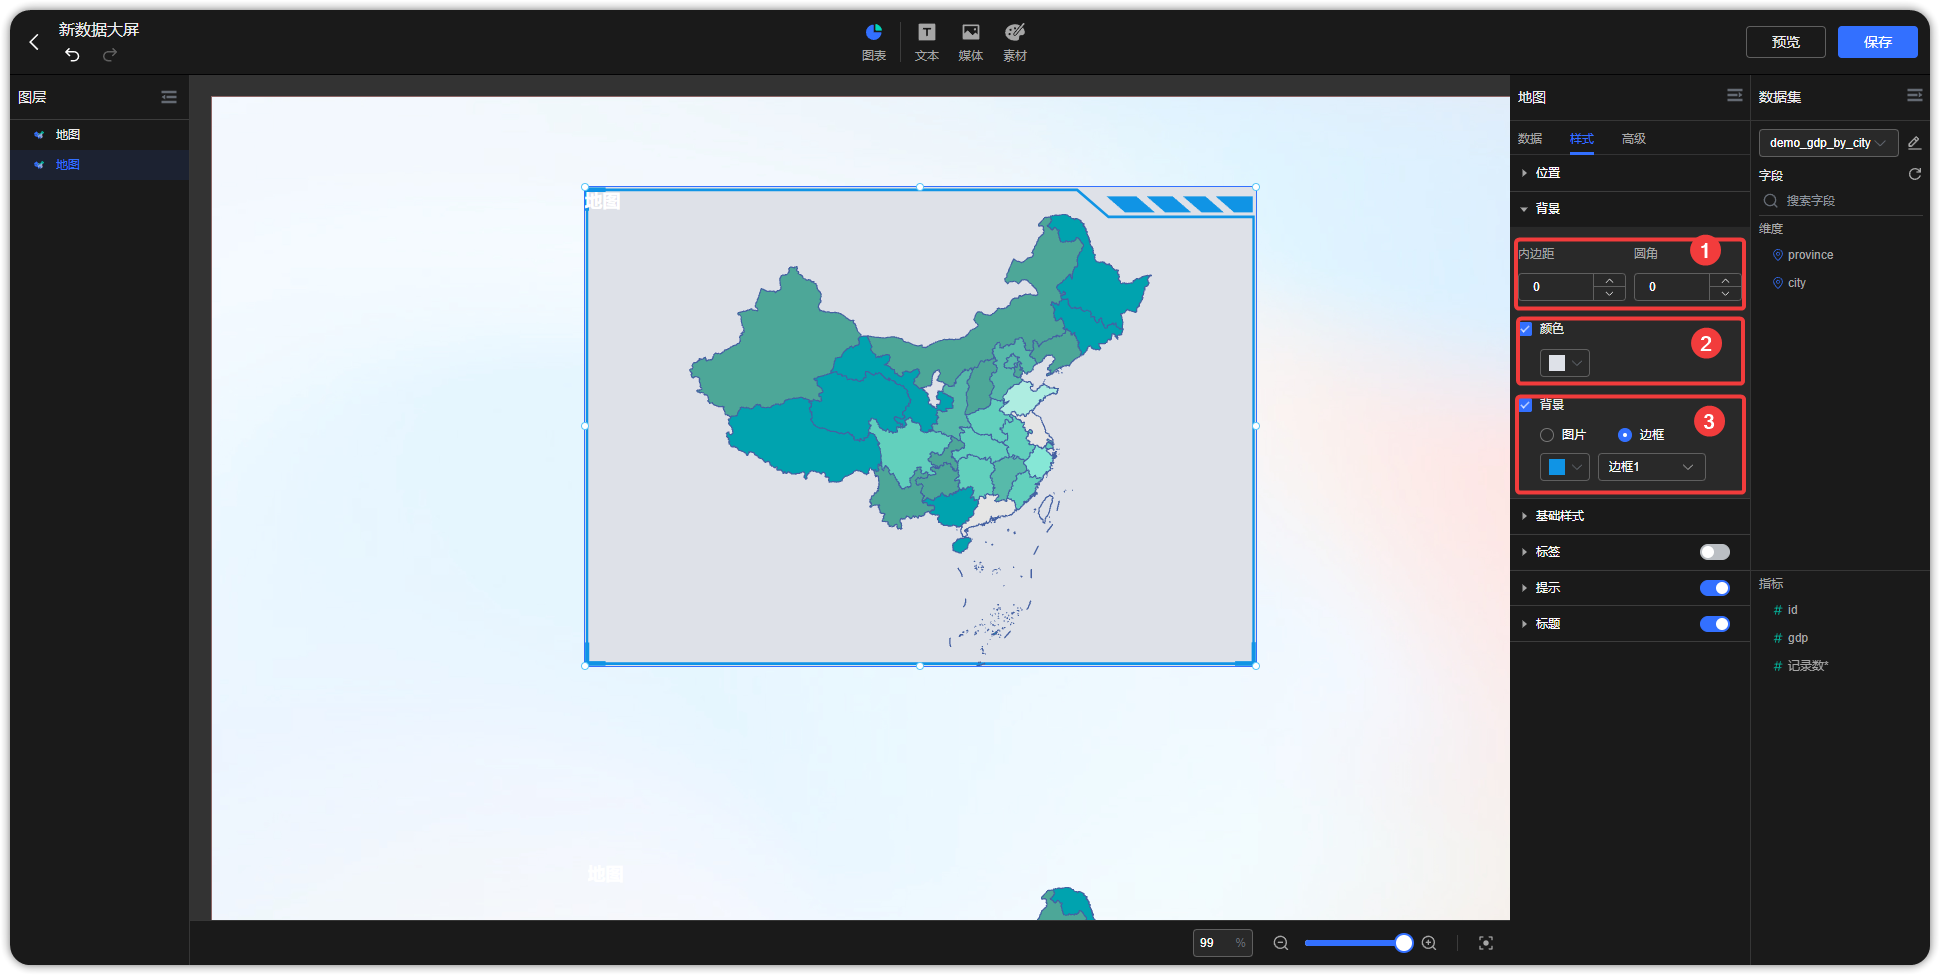 新数据大屏
图表
文本
媒体
素材
预览
保存
图层
地图
地图
地图
地图
地图
数据
样式
高级
位置
背景
内边距
圆角
1
0
0
颜色
2
背景
3
图片
边框
边框1
基础样式
标签
提示
标题
数据集
demo_gdp_by_city
字段
搜索字段
维度
province
city
指标
# id
# gdp
# 记录数*
99 %